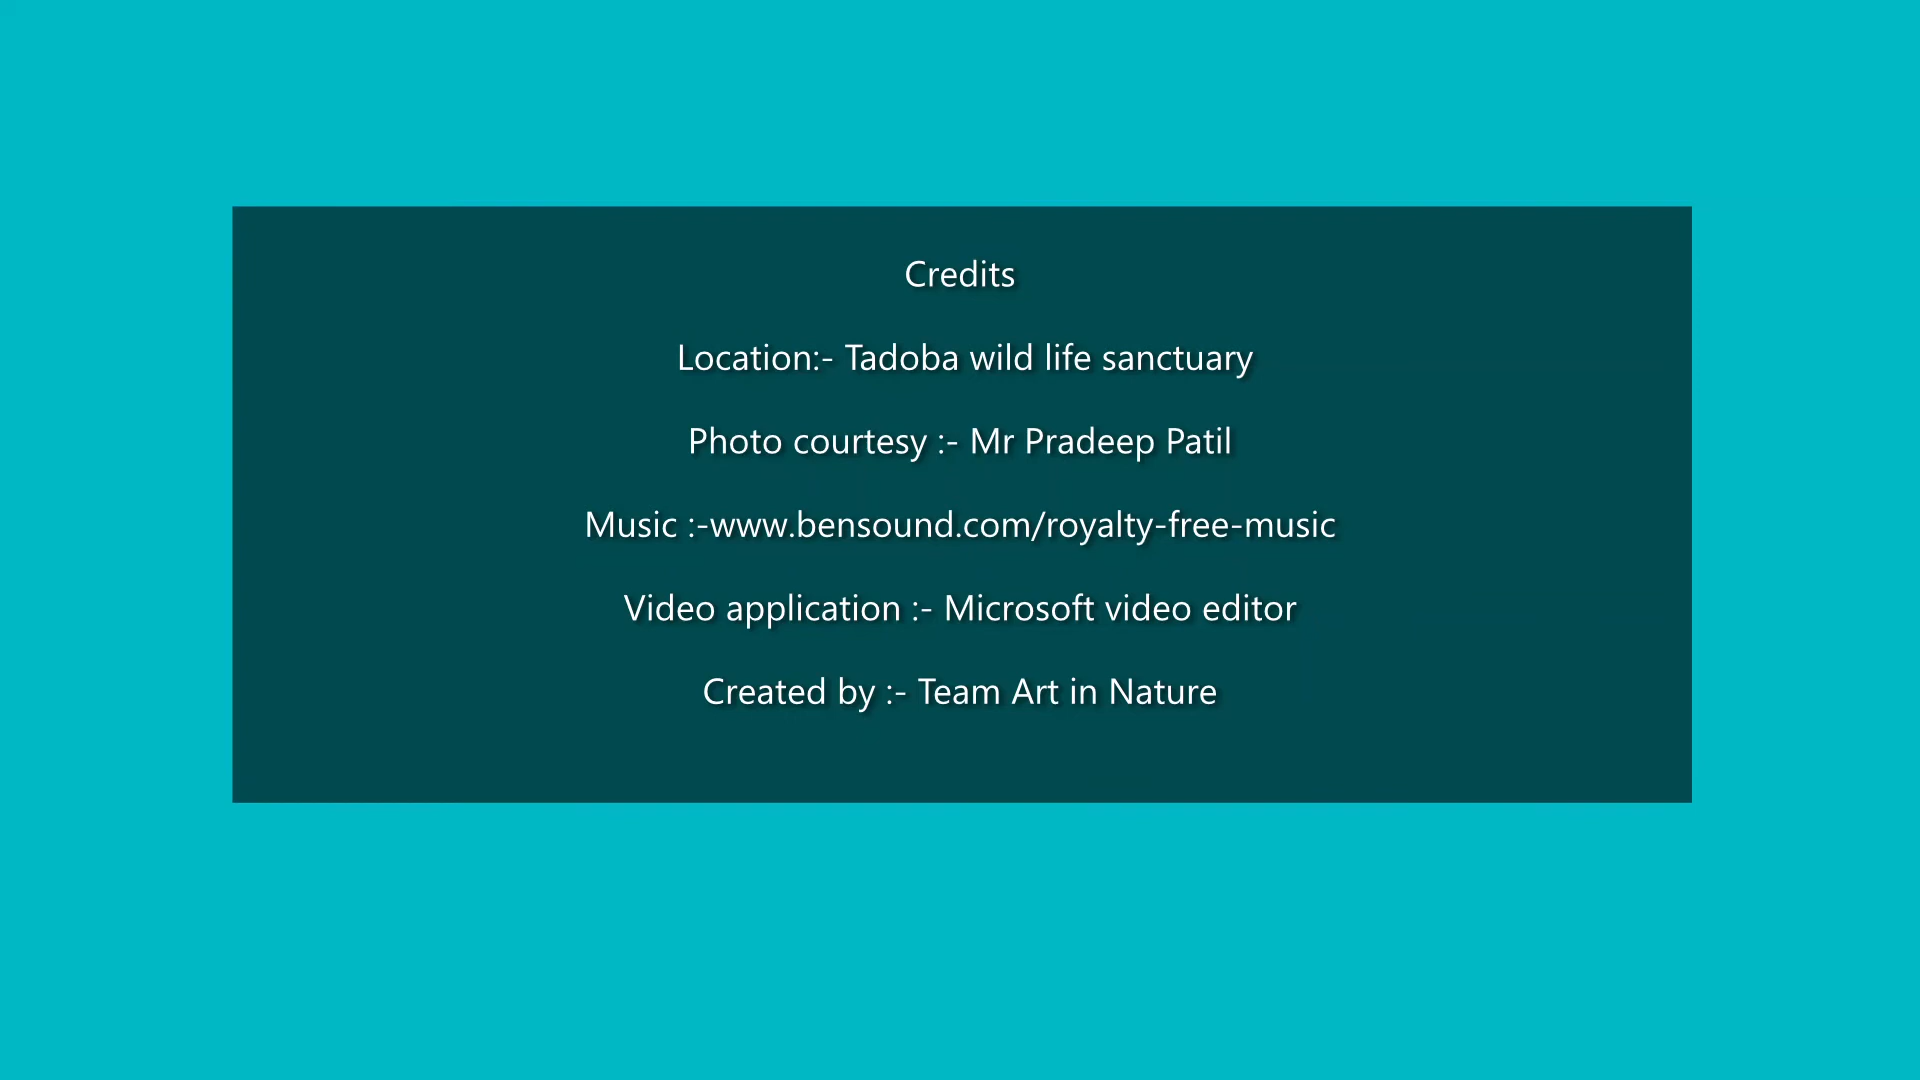 Credits
Location:- Tadoba wild life sanctuary
Photo courtesy :- Mr Pradeep Patil
Music :-www.bensound.com/royalty-free-music
Video application :- Microsoft video editor
Created by :- Team Art in Nature